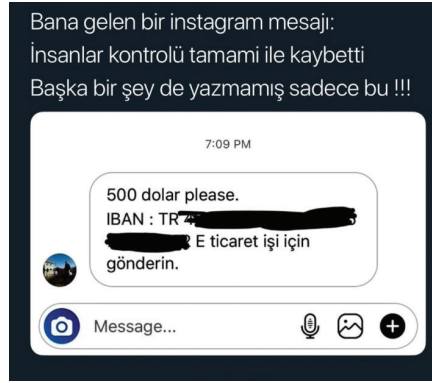 Bana gelen bir instagram mesajı:
İnsanlar kontrolü tamami ile kaybetti
Başka bir şey de yazmamış sadece bu !!!
7:09 PM
500 dolar please.
IBAN : TR
E ticaret işi için
gönderin.
Message...